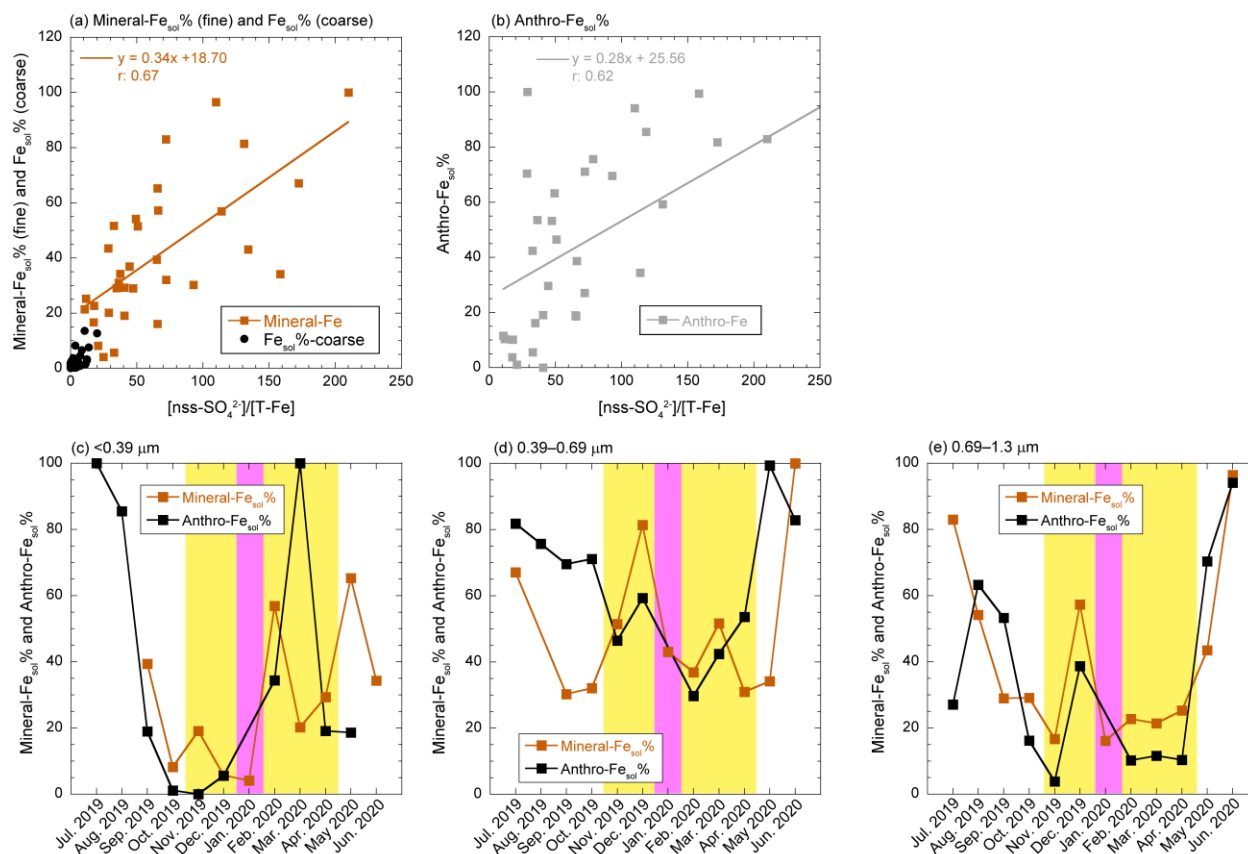 (a) Mineral-Fesol% (fine) and Fesol% (coarse)
Mineral-Fesol% (fine) and Fesol% (coarse)
120
100
80
60
40
20
0
y = 0.34x +18.70
r: 0.67
Mineral-Fe
Fesol%-coarse
0 50 100 150 200 250
[nss-SO₄²⁻]/[T-Fe]
(b) Anthro-Fesol%
Anthro-Fesol%
120
100
80
60
40
20
0
y = 0.28x + 25.56
r: 0.62
Anthro-Fe
0 50 100 150 200 250
[nss-SO₄²⁻]/[T-Fe]
(c) <0.39 μm
Mineral-Fesol% and Anthro-Fesol%
100
80
60
40
20
0
Mineral-Fesol%
Anthro-Fesol%
Jul. 2019
Aug. 2019
Sep. 2019
Oct. 2019
Nov. 2019
Dec. 2019
Jan. 2020
Feb. 2020
Mar. 2020
Apr. 2020
May 2020
Jun. 2020
(d) 0.39–0.69 μm
Mineral-Fesol% and Anthro-Fesol%
100
80
60
40
20
0
Mineral-Fesol%
Anthro-Fesol%
Jul. 2019
Aug. 2019
Sep. 2019
Oct. 2019
Nov. 2019
Dec. 2019
Jan. 2020
Feb. 2020
Mar. 2020
Apr. 2020
May 2020
Jun. 2020
(e) 0.69–1.3 μm
Mineral-Fesol% and Anthro-Fesol%
100
80
60
40
20
0
Mineral-Fesol%
Anthro-Fesol%
Jul. 2019
Aug. 2019
Sep. 2019
Oct. 2019
Nov. 2019
Dec. 2019
Jan. 2020
Feb. 2020
Mar. 2020
Apr. 2020
May 2020
Jun. 2020